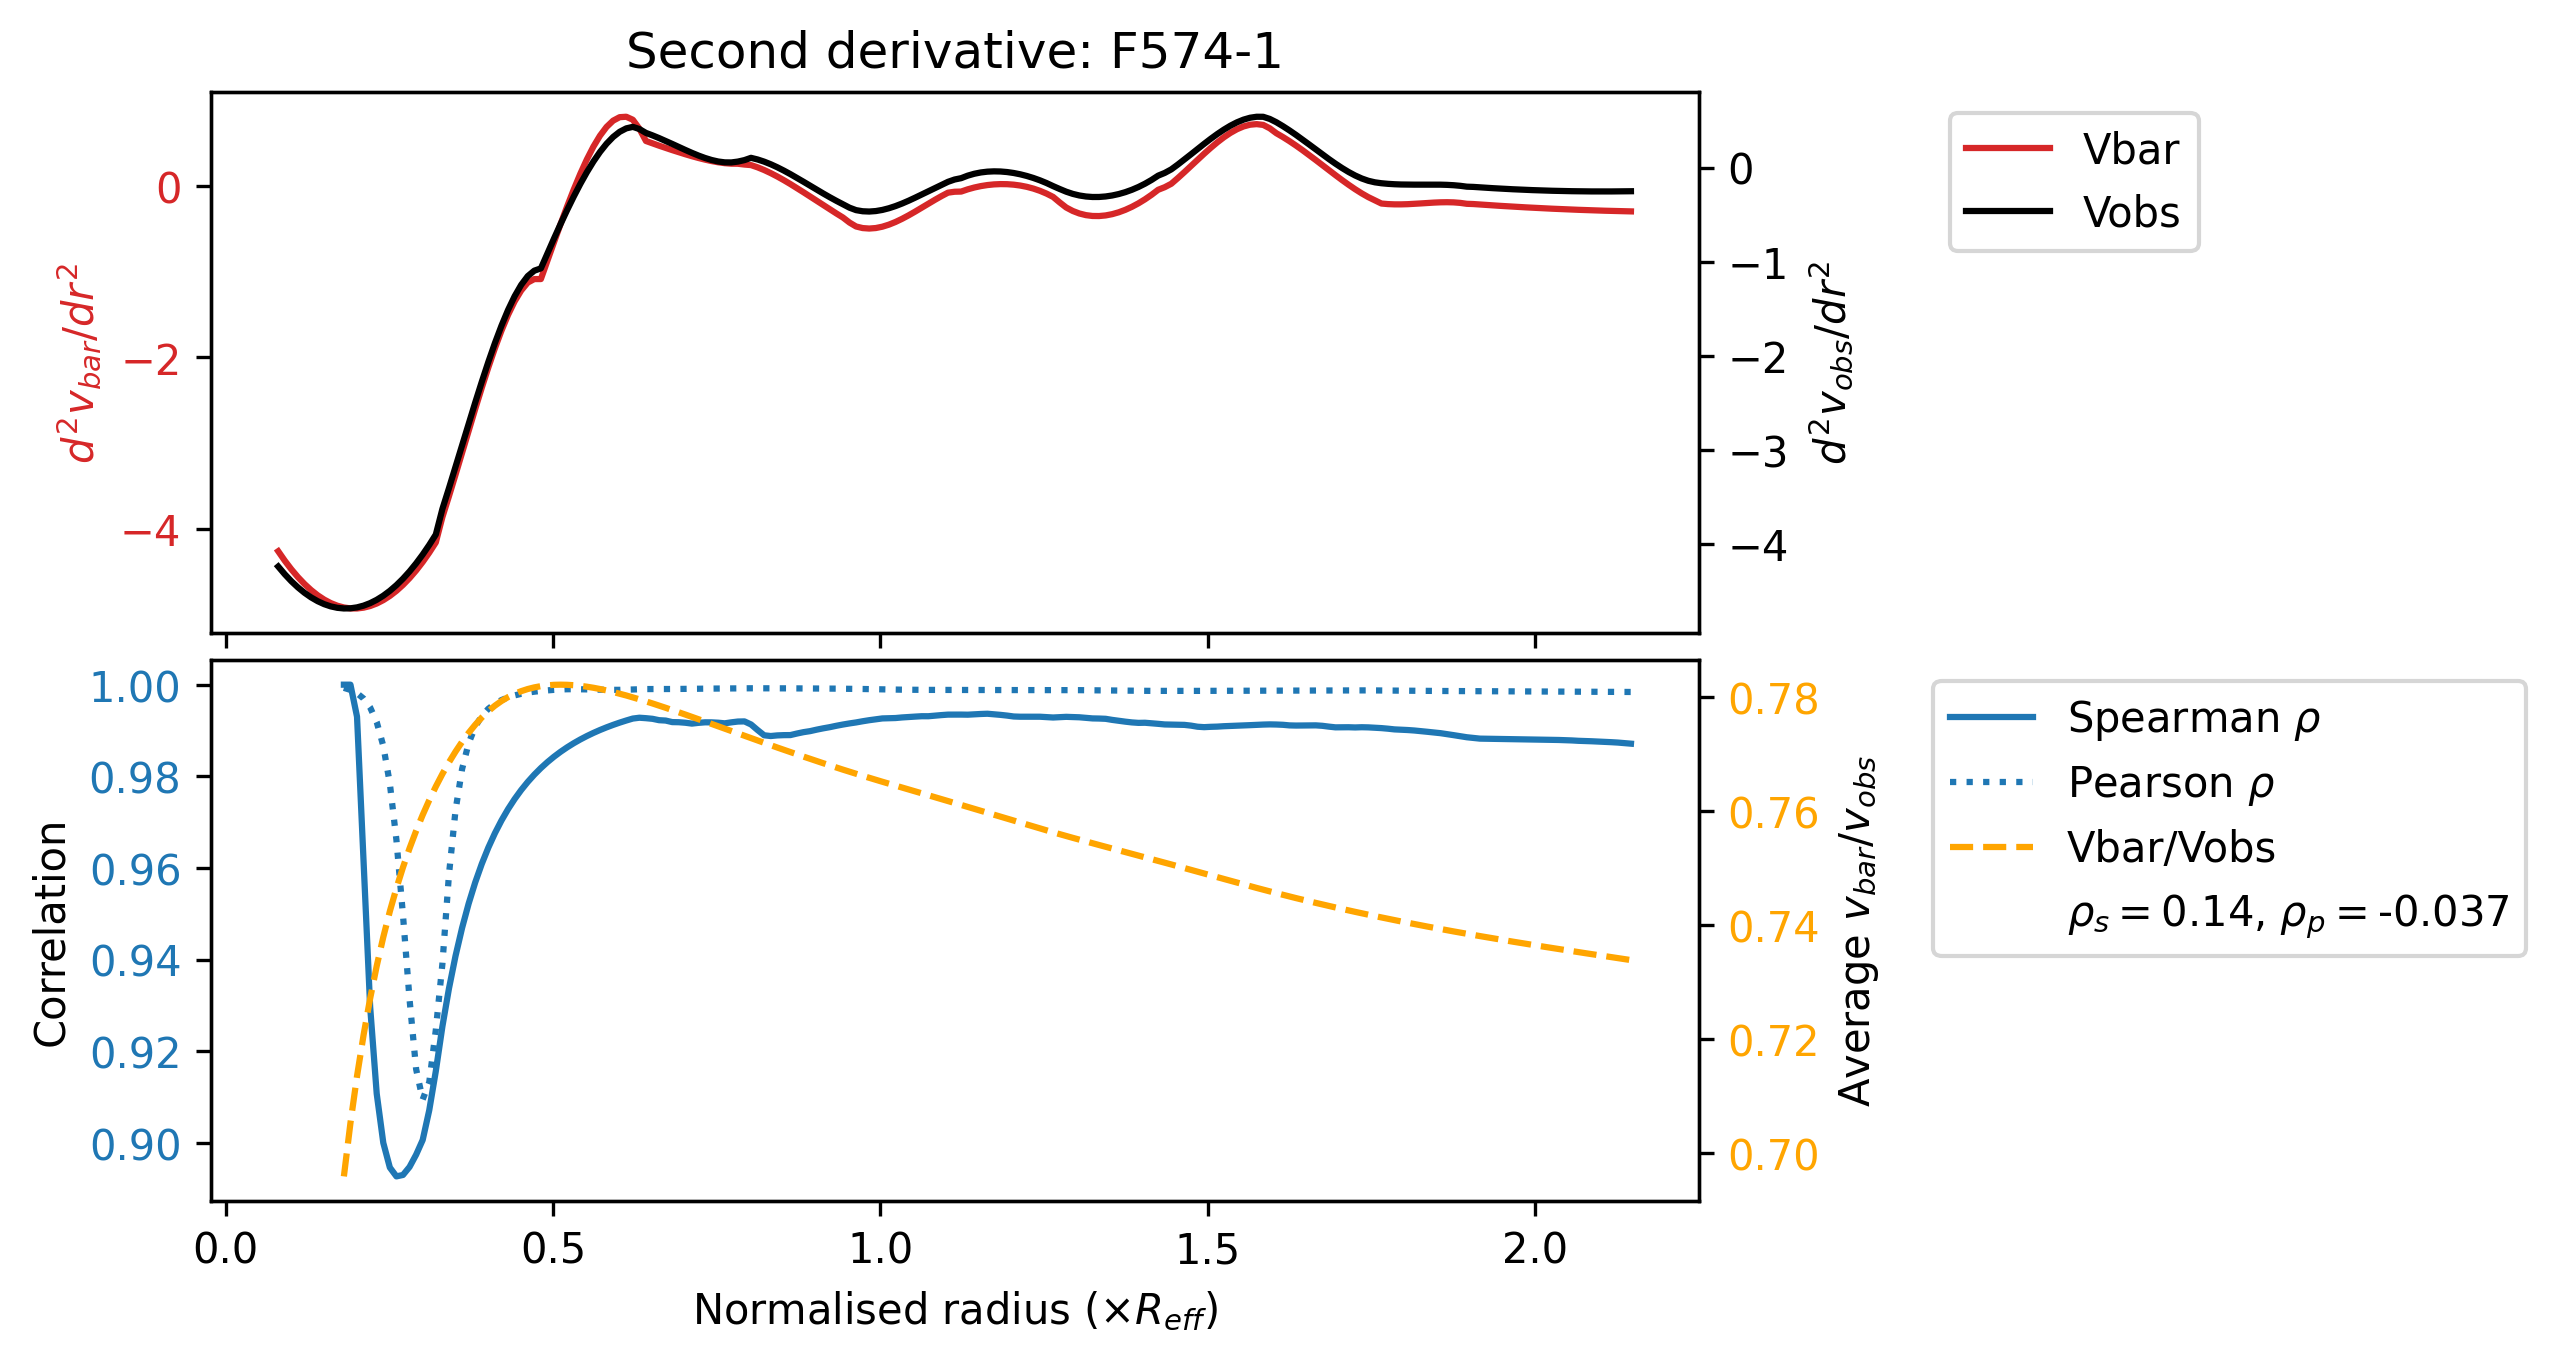 Second derivative: F574-1
0
−2
−4
d²v_bar/dr²
0
−1
−2
−3
−4
d²v_obs/dr²
Vbar
Vobs
1.00
0.98
0.96
0.94
0.92
0.90
Correlation
0.78
0.76
0.74
0.72
0.70
Average v_bar/v_obs
Spearman ρ
Pearson ρ
Vbar/Vobs
ρ_s = 0.14, ρ_p = -0.037
0.0 0.5 1.0 1.5 2.0
Normalised radius (×R_eff)